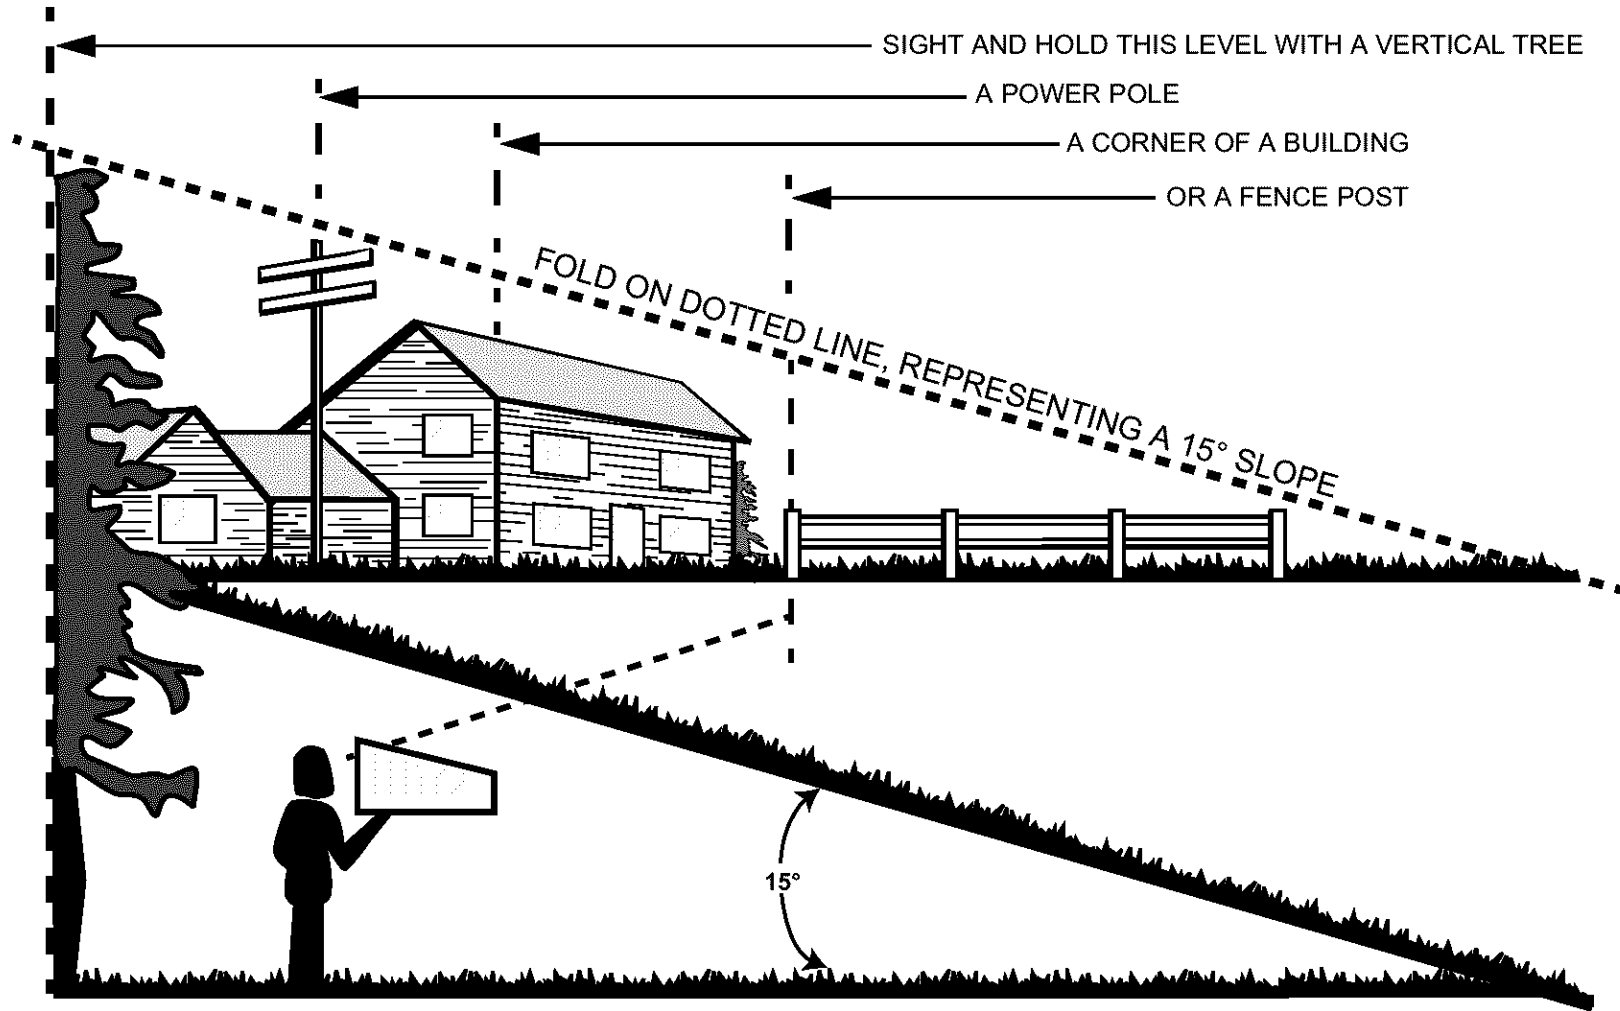 SIGHT AND HOLD THIS LEVEL WITH A VERTICAL TREE
A POWER POLE
A CORNER OF A BUILDING
OR A FENCE POST
FOLD ON DOTTED LINE, REPRESENTING A 15° SLOPE
15°